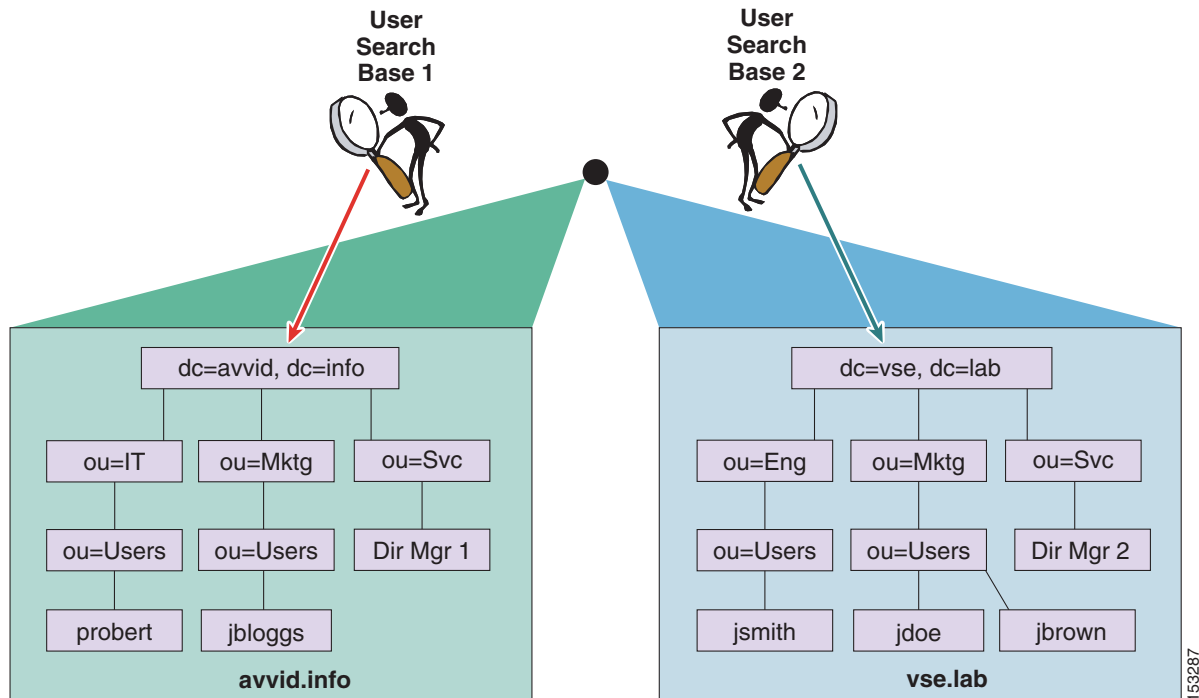 User
Search
Base 1
User
Search
Base 2
dc=avvid, dc=info
ou=IT
ou=Mktg
ou=Svc
ou=Users
ou=Users
Dir Mgr 1
probert
jbloggs
avvid.info
dc=vse, dc=lab
ou=Eng
ou=Mktg
ou=Svc
ou=Users
ou=Users
Dir Mgr 2
jsmith
jdoe
jbrown
vse.lab
153287